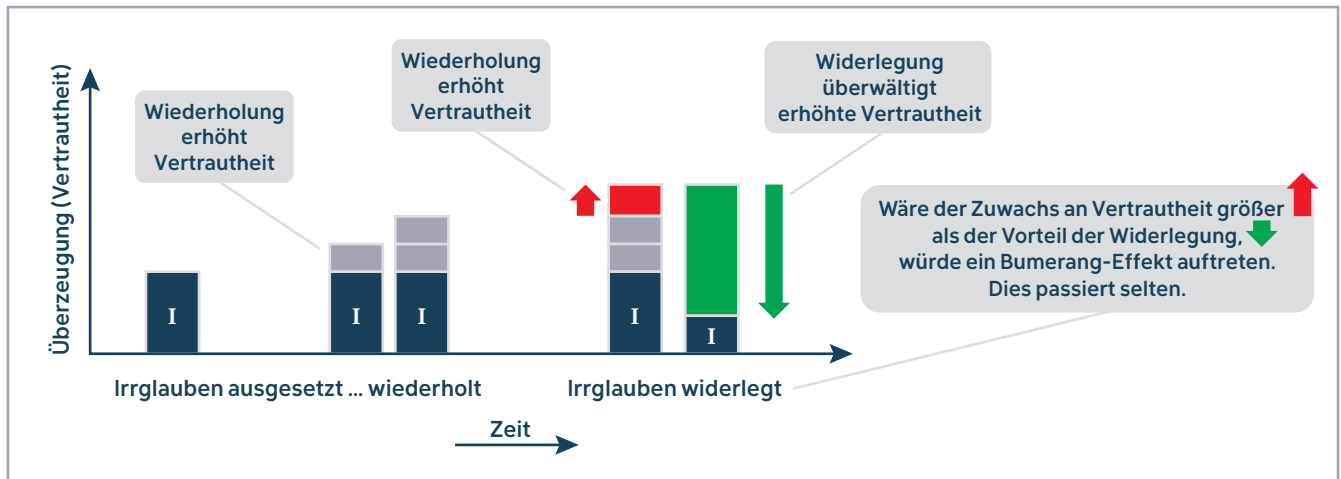 Überzeugung (Vertrautheit)
Wiederholung
erhöht
Vertrautheit
Wiederholung
erhöht
Vertrautheit
Widerlegung
überwältigt
erhöhte Vertrautheit
Wäre der Zuwachs an Vertrautheit größer
als der Vorteil der Widerlegung,
würde ein Bumerang-Effekt auftreten.
Dies passiert selten.
I
I
I
I
I
Irrglauben ausgesetzt ... wiederholt
Irrglauben widerlegt
Zeit